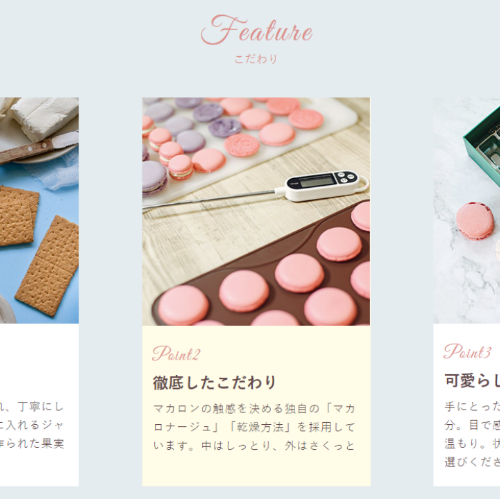 Feature
こだわり
れ、丁寧にし
に入れるジャ
作られた果実
Point2
徹底したこだわり
マカロンの触感を決める独自の「マカ
ロナージュ」「乾燥方法」を採用して
います。中はしっとり、外はさくっと
Point3
可愛らし
手にとった
分。目で感
温もり。状
選びくださ